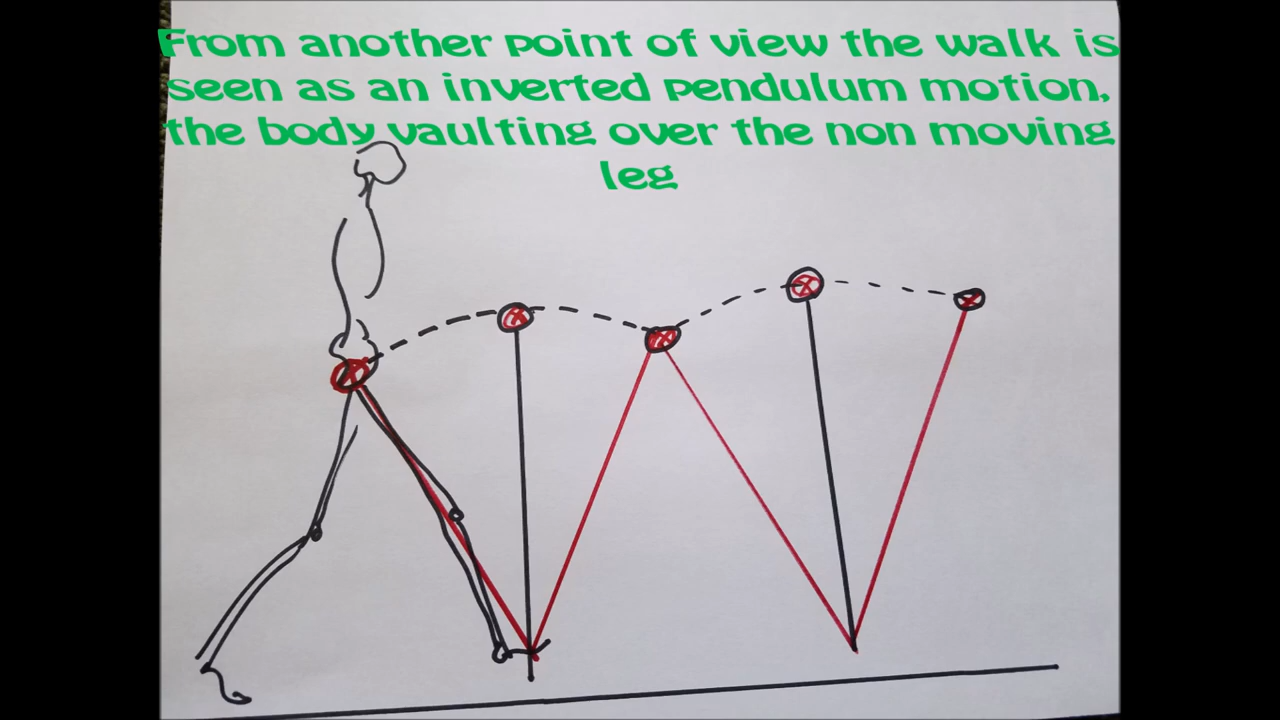 From another point of view the walk is
seen as an inverted pendulum motion,
the body vaulting over the non moving
leg